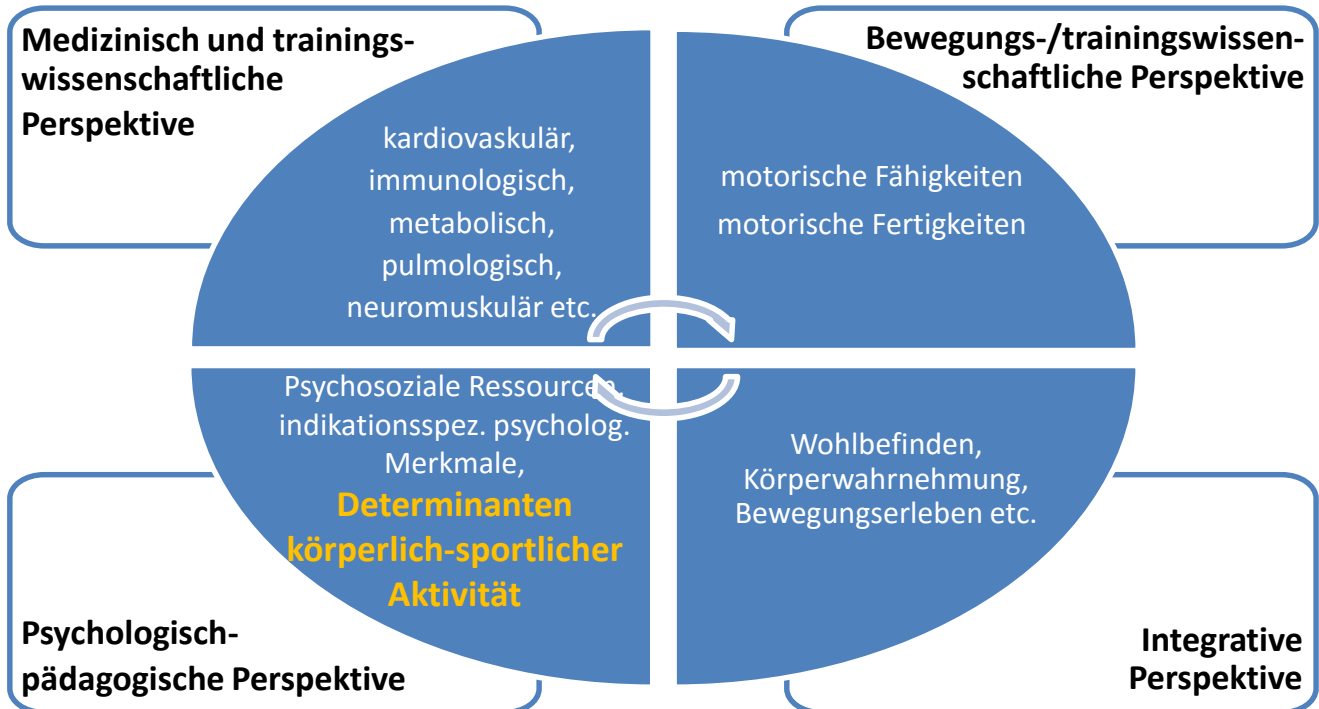 Medizinisch und trainings-
wissenschaftliche
Perspektive
kardiovaskulär,
immunologisch,
metabolisch,
pulmologisch,
neuromuskulär etc.
Bewegungs-/trainingswissen-
schaftliche Perspektive
motorische Fähigkeiten
motorische Fertigkeiten
Psychosoziale Ressourcen,
indikationsspez. psycholog.
Merkmale,
Determinanten
körperlich-sportlicher
Aktivität
Psychologisch-
pädagogische Perspektive
Wohlbefinden,
Körperwahrnehmung,
Bewegungserleben etc.
Integrative
Perspektive